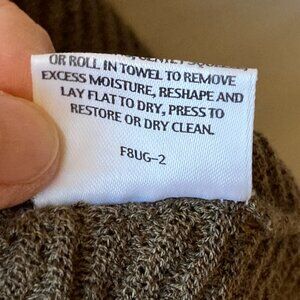 OR ROLL IN TOWEL TO REMOVE
EXCESS MOISTURE, RESHAPE AND
LAY FLAT TO DRY, PRESS TO
RESTORE OR DRY CLEAN.
F8UG-2